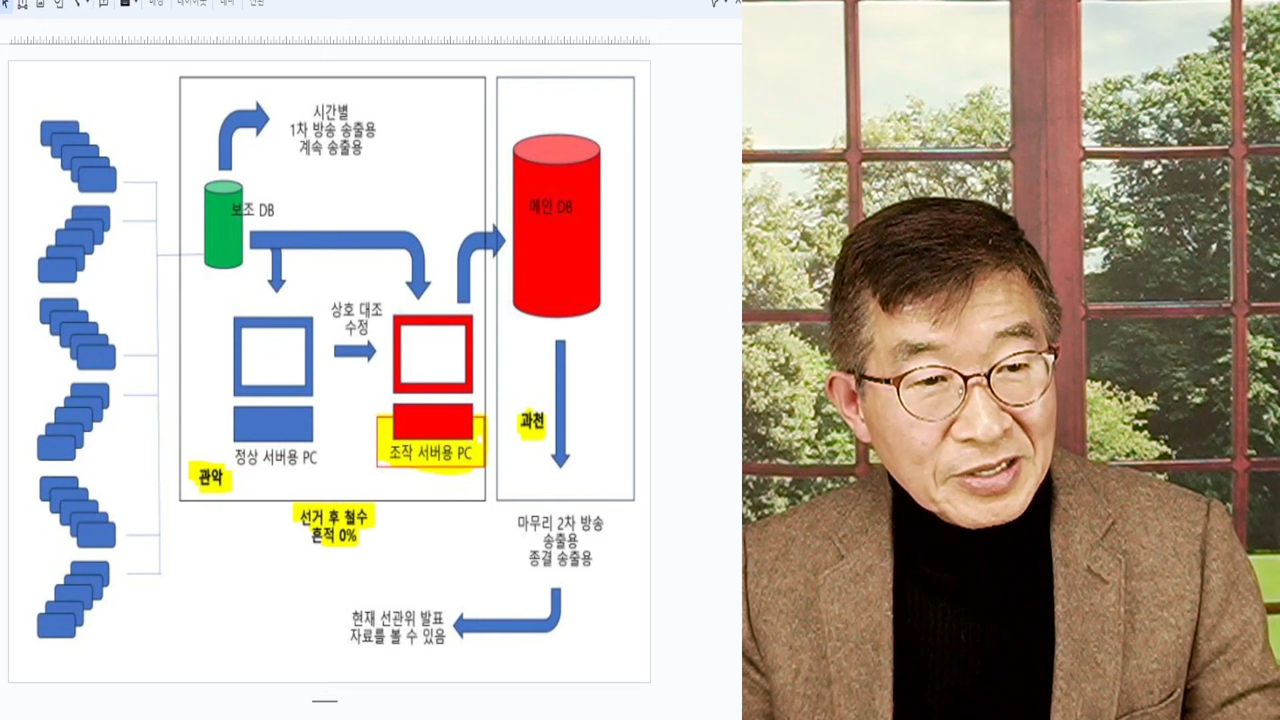 시간별
1차 방송 송출용
계속 송출용
보조 DB
메인 DB
상호 대조
수정
과천
정상 서버용 PC
조작 서버용 PC
관악
선거 후 철수
흔적 0%
마무리 2차 방송
송출용
종결 송출용
현재 선관위 발표
자료를 볼 수 있음